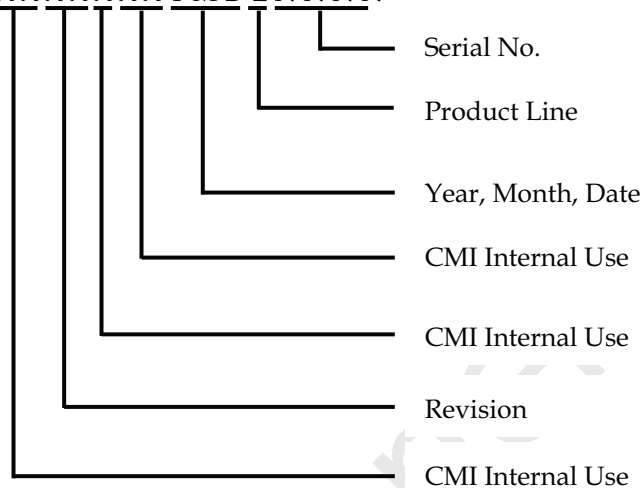 Serial No.
Product Line
Year, Month, Date
CMI Internal Use
CMI Internal Use
Revision
CMI Internal Use